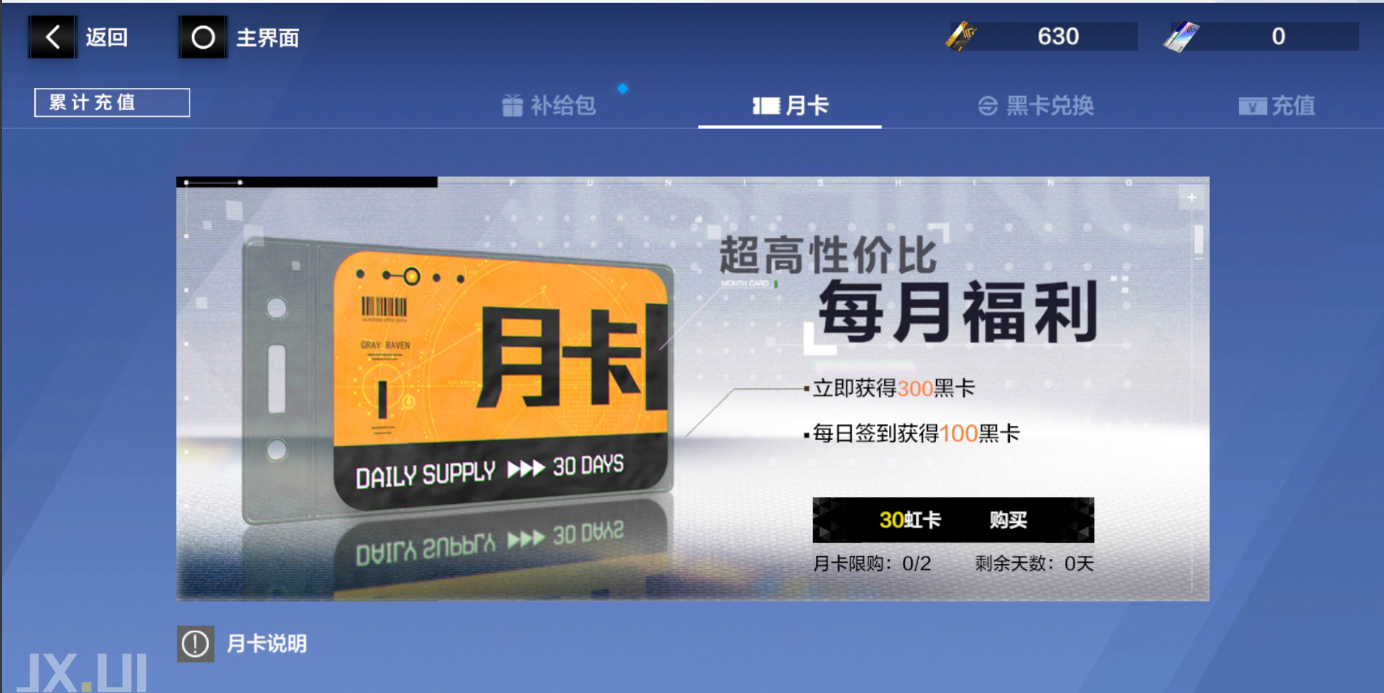 返回
主界面
630
0
累计充值
补给包
月卡
黑卡兑换
充值
PUNISHING
超高性价比
MONTH CARD
每月福利
GRAY RAVEN
月卡
DAILY SUPPLY 30 DAYS
立即获得300黑卡
每日签到获得100黑卡
30虹卡 购买
月卡限购：0/2 剩余天数：0天
月卡说明
JX.UI